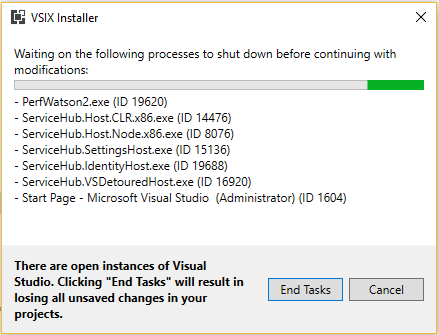 VSIX Installer
Waiting on the following processes to shut down before continuing with
modifications:
- PerfWatson2.exe (ID 19620)
- ServiceHub.Host.CLR.x86.exe (ID 14476)
- ServiceHub.Host.Node.x86.exe (ID 8076)
- ServiceHub.SettingsHost.exe (ID 15136)
- ServiceHub.IdentityHost.exe (ID 19688)
- ServiceHub.VSDetouredHost.exe (ID 16920)
- Start Page - Microsoft Visual Studio  (Administrator) (ID 1604)
There are open instances of Visual
Studio. Clicking "End Tasks" will result in
losing all unsaved changes in your
projects.
End Tasks
Cancel